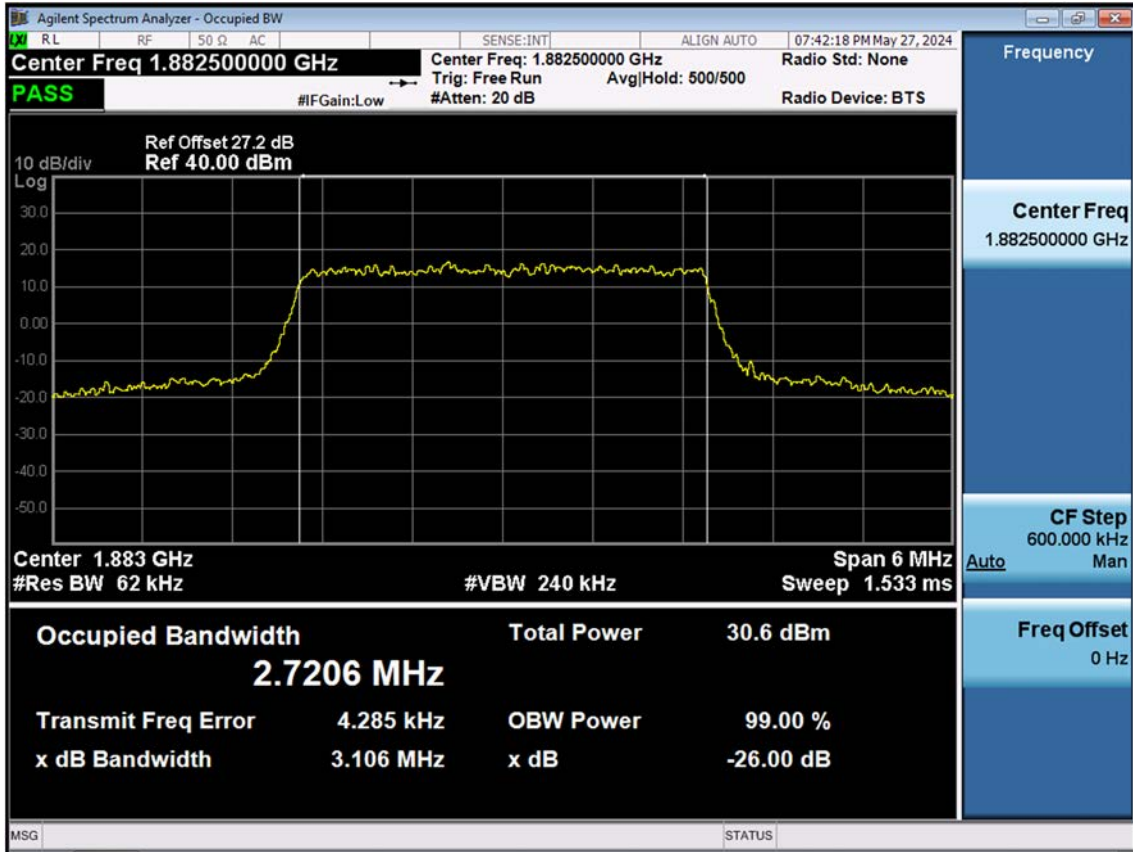 Agilent Spectrum Analyzer - Occupied BW
LXI RL RF 50 Ω AC SENSE:INT ALIGN AUTO 07:42:18 PM May 27, 2024
Center Freq 1.882500000 GHz
Center Freq: 1.882500000 GHz
Radio Std: None
Trig: Free Run Avg|Hold: 500/500
PASS
#IFGain:Low
#Atten: 20 dB
Radio Device: BTS
Ref Offset 27.2 dB
10 dB/div Ref 40.00 dBm
Log
30.0
20.0
10.0
0.00
-10.0
-20.0
-30.0
-40.0
-50.0
Center 1.883 GHz Span 6 MHz
#Res BW 62 kHz #VBW 240 kHz Sweep 1.533 ms
Occupied Bandwidth Total Power 30.6 dBm
2.7206 MHz
Transmit Freq Error 4.285 kHz OBW Power 99.00 %
x dB Bandwidth 3.106 MHz x dB -26.00 dB
MSG STATUS
Frequency
Center Freq
1.882500000 GHz
CF Step
600.000 kHz
Auto Man
Freq Offset
0 Hz